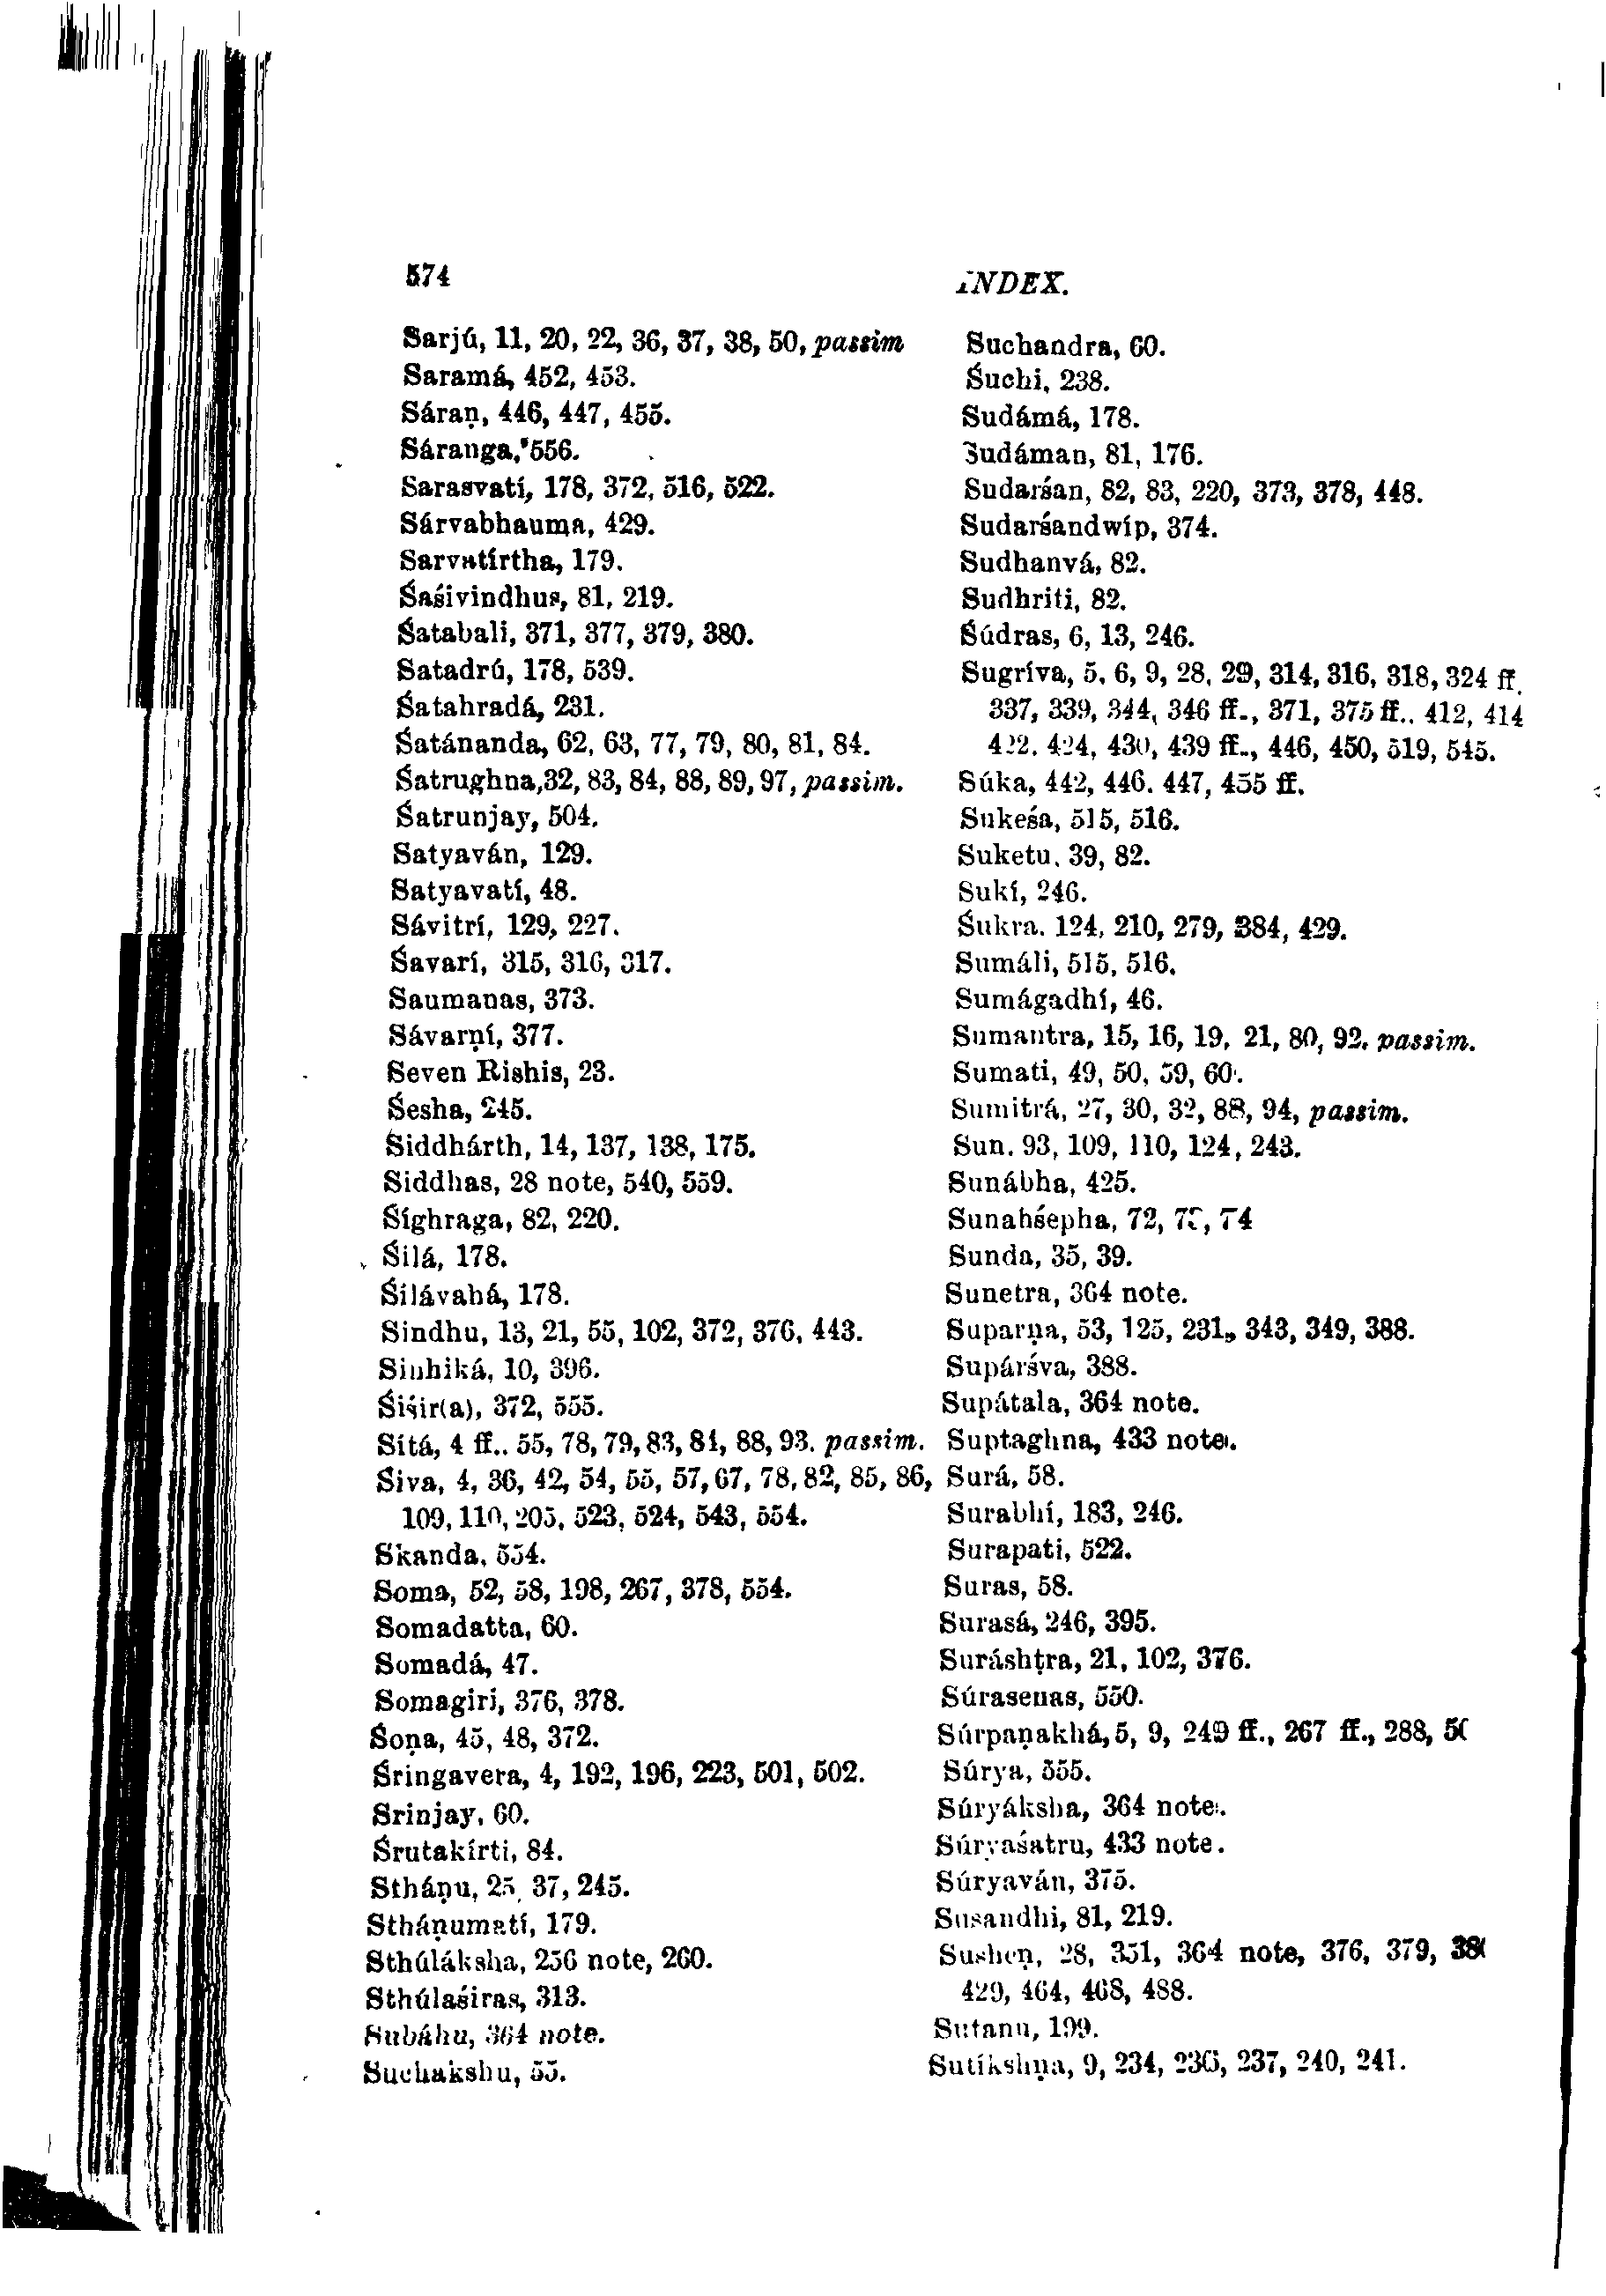 574
INDEX.
Sarjú, 11, 20, 22, 36, 37, 38, 50, passim
Saramá, 452, 453.
Sáraṇ, 446, 447, 455.
Sáranga, 556.
Sarasvatí, 178, 372, 516, 522.
Sárvabhauma, 429.
Sarvatírtha, 179.
Śaśivindhus, 81, 219.
Śatabali, 371, 377, 379, 380.
Satadrú, 178, 539.
Śatahradá, 231.
Śatánanda, 62, 63, 77, 79, 80, 81, 84.
Śatrughna, 32, 83, 84, 88, 89, 97, passim.
Śatrunjay, 504.
Satyaván, 129.
Satyavatí, 48.
Sávitrí, 129, 227.
Śavarí, 315, 316, 317.
Saumanas, 373.
Sávarṇí, 377.
Seven Rishis, 23.
Śesha, 245.
Siddhárth, 14, 137, 138, 175.
Siddhas, 28 note, 540, 559.
Śíghraga, 82, 220.
Śilá, 178.
Śilávahá, 178.
Sindhu, 13, 21, 55, 102, 372, 376, 443.
Sinhiká, 10, 396.
Śiśir(a), 372, 555.
Sítá, 4 ff.. 55, 78, 79, 83, 84, 88, 93. passim.
Śiva, 4, 36, 42, 54, 55, 57, 67, 78, 82, 85, 86,
109, 110, 205, 523, 524, 543, 554.
Skanda, 554.
Soma, 52, 58, 198, 267, 378, 554.
Somadatta, 60.
Somadá, 47.
Somagiri, 376, 378.
Śoṇa, 45, 48, 372.
Śringavera, 4, 192, 196, 223, 501, 502.
Srinjay, 60.
Śrutakírti, 84.
Stháṇu, 25, 37, 245.
Stháṇumatí, 179.
Sthúláksha, 256 note, 260.
Sthúlaśiras, 313.
Subáhu, 364 note.
Suchakshu, 55.
Suchandra, 60.
Śuchi, 238.
Sudámá, 178.
Sudáman, 81, 176.
Sudarśan, 82, 83, 220, 373, 378, 448.
Sudarśandwíp, 374.
Sudhanvá, 82.
Sudhriti, 82.
Śúdras, 6, 13, 246.
Sugríva, 5, 6, 9, 28, 29, 314, 316, 318, 324 ff.
337, 339, 344, 346 ff., 371, 375 ff.. 412, 414
422. 424, 430, 439 ff., 446, 450, 519, 545.
Súka, 442, 446. 447, 455 ff.
Sukeśa, 515, 516.
Suketu. 39, 82.
Sukí, 246.
Śukra. 124, 210, 279, 384, 429.
Sumáli, 515, 516.
Sumágadhí, 46.
Sumantra, 15, 16, 19, 21, 80, 92. passim.
Sumati, 49, 50, 59, 60.
Sumitrá, 27, 30, 32, 88, 94, passim.
Sun. 93, 109, 110, 124, 243.
Sunábha, 425.
Sunahśepha, 72, 74
Sunda, 35, 39.
Sunetra, 364 note.
Suparṇa, 53, 125, 231, 343, 349, 388.
Supárśva, 388.
Supátala, 364 note.
Suptaghna, 433 note.
Surá, 58.
Surabhí, 183, 246.
Surapati, 522.
Suras, 58.
Surasá, 246, 395.
Suráshṭra, 21, 102, 376.
Súrasenas, 550.
Súrpaṇakhá, 5, 9, 249 ff., 267 ff., 288,
Súrya, 555.
Súryáksha, 364 note.
Súryaśatru, 433 note.
Súryaván, 375.
Susandhi, 81, 219.
Susheṇ, 28, 351, 364 note, 376, 379,
429, 464, 468, 488.
Sutanu, 199.
Sutíkshṇa, 9, 234, 236, 237, 240, 241.